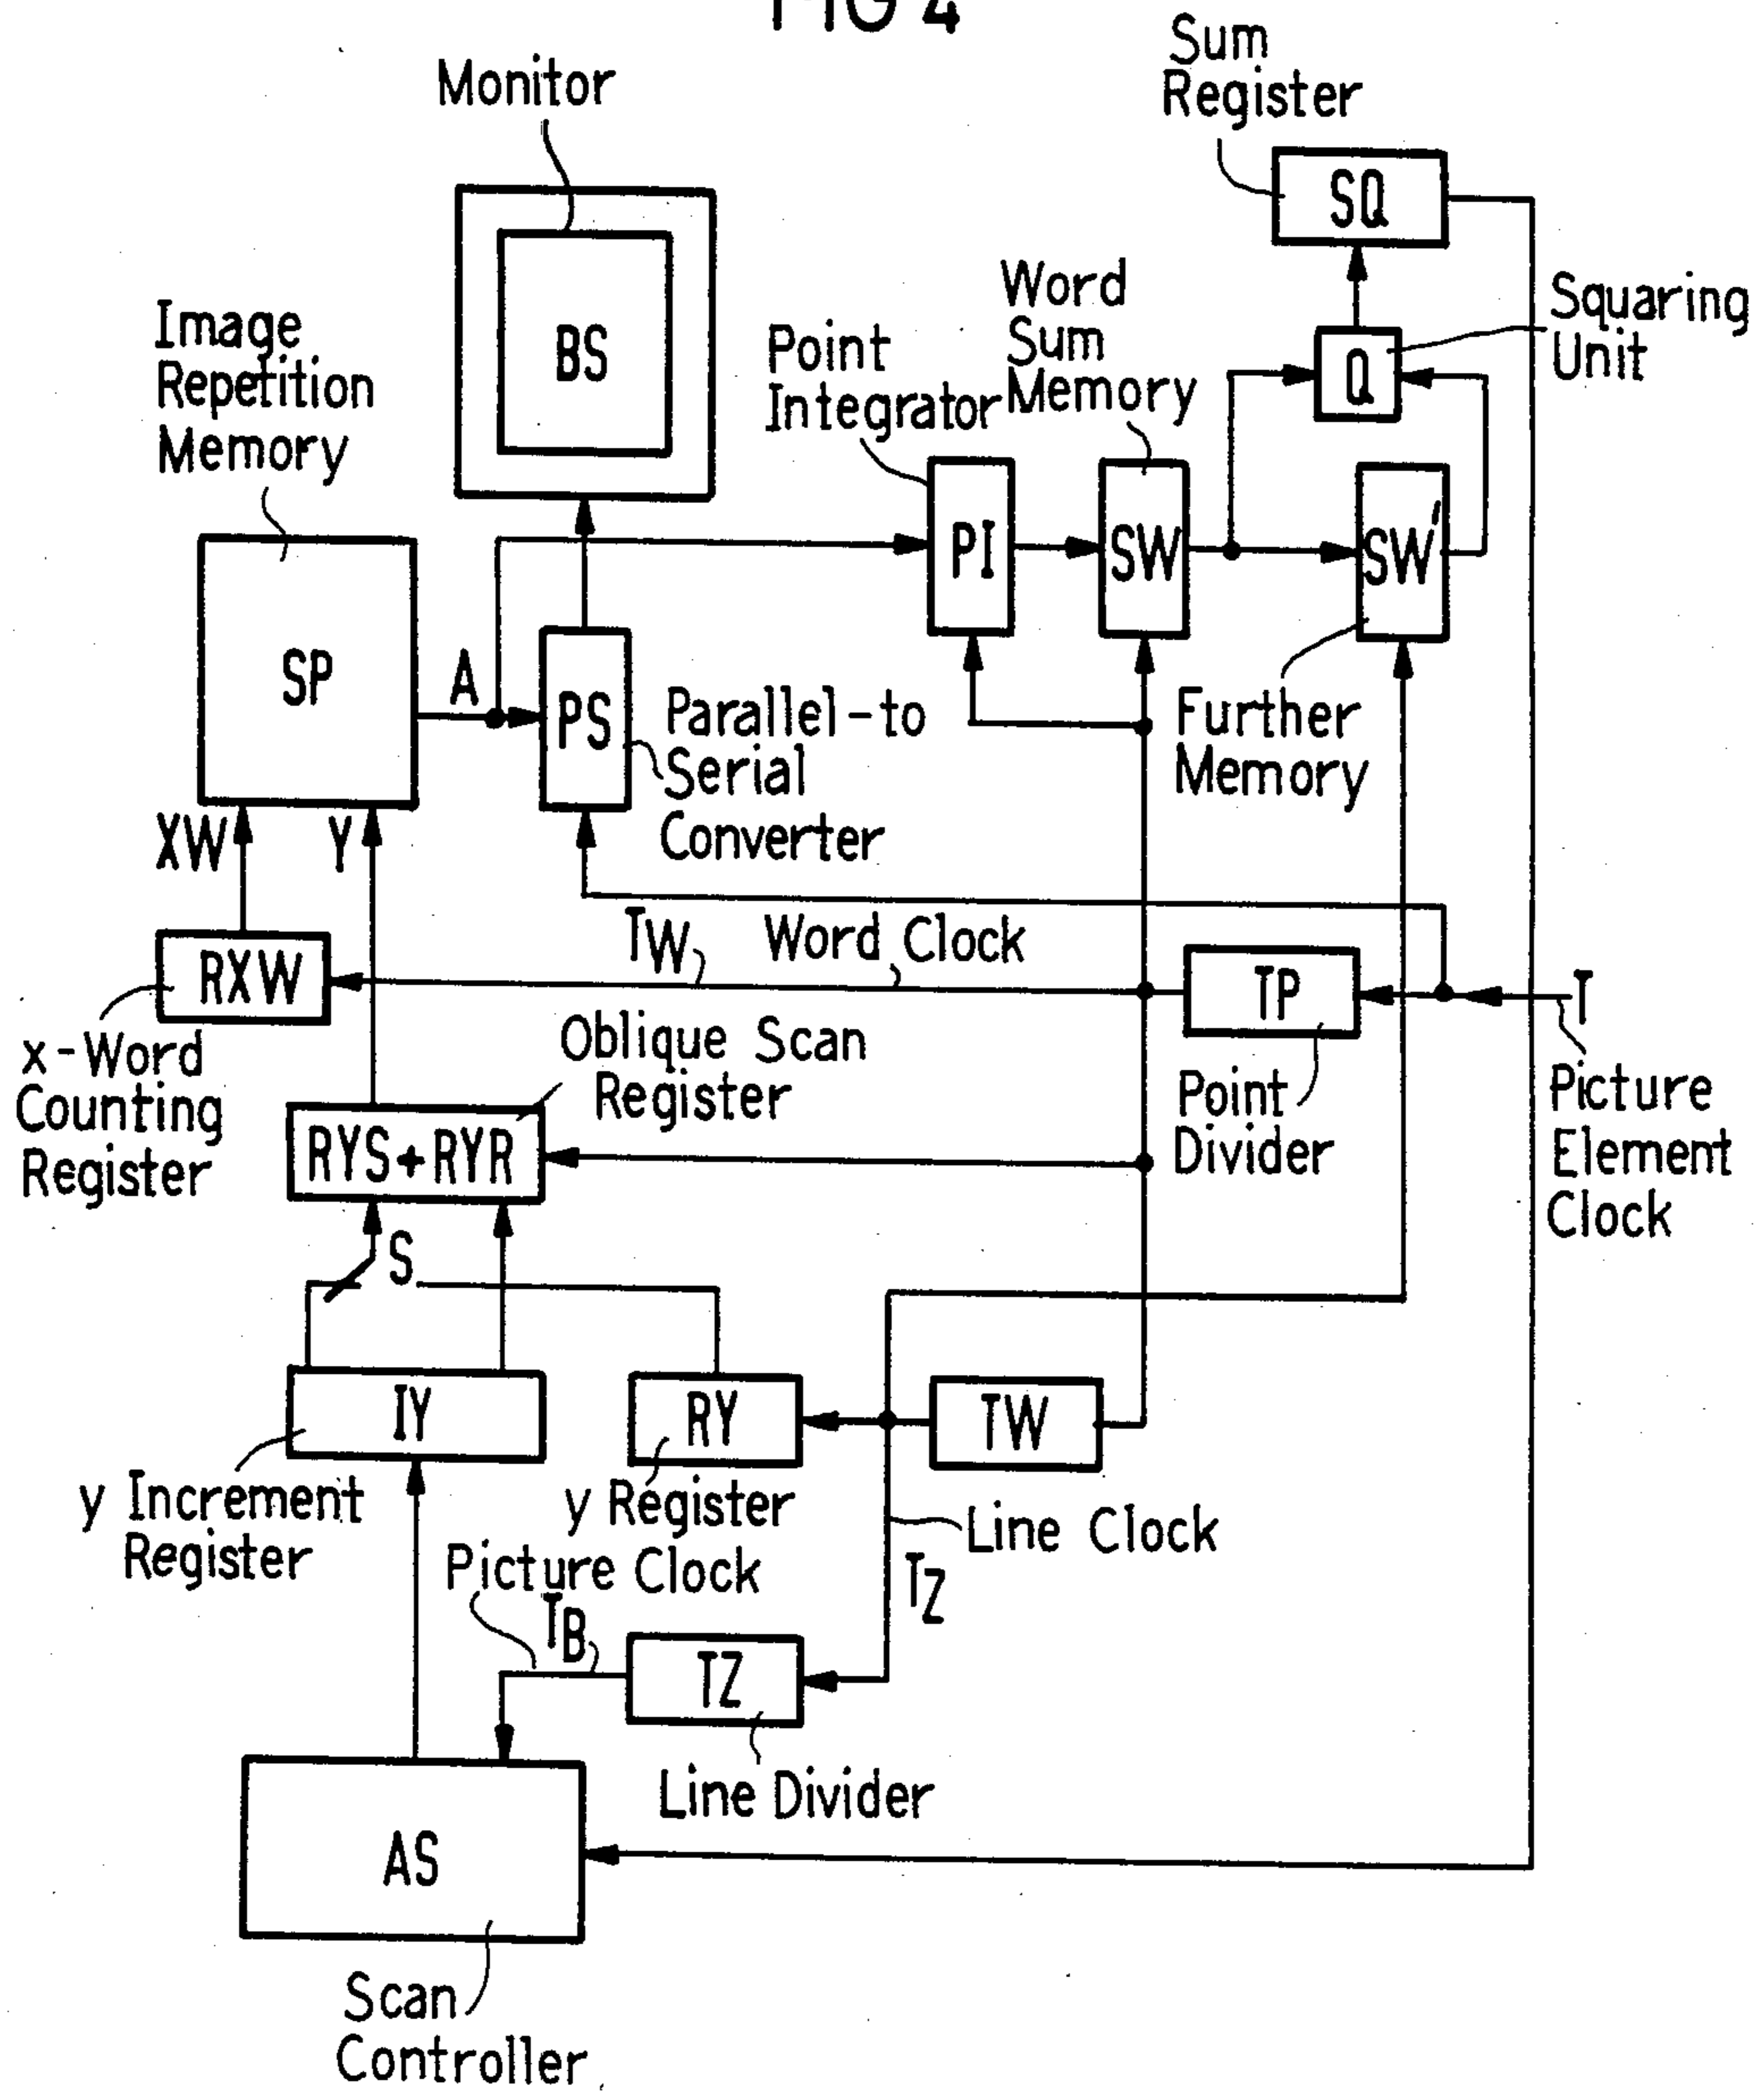 FIG 4
Sum
Register
Monitor
SQ
Word
Sum
Memory
Squaring
Unit
Image
Repetition
Memory
Point
Integrator
BS
Q
PI
SW
SW'
SP
A
PS
Parallel-to
Serial
Converter
Further
Memory
XW
Y
TW
Word Clock
RXW
TP
T
x-Word
Counting
Register
Oblique Scan
Register
Point
Divider
Picture
Element
Clock
RYS+RYR
S
IY
RY
TW
y Increment
Register
y Register
Line Clock
Picture Clock
TB
TZ
TZ
Line Divider
AS
Scan
Controller